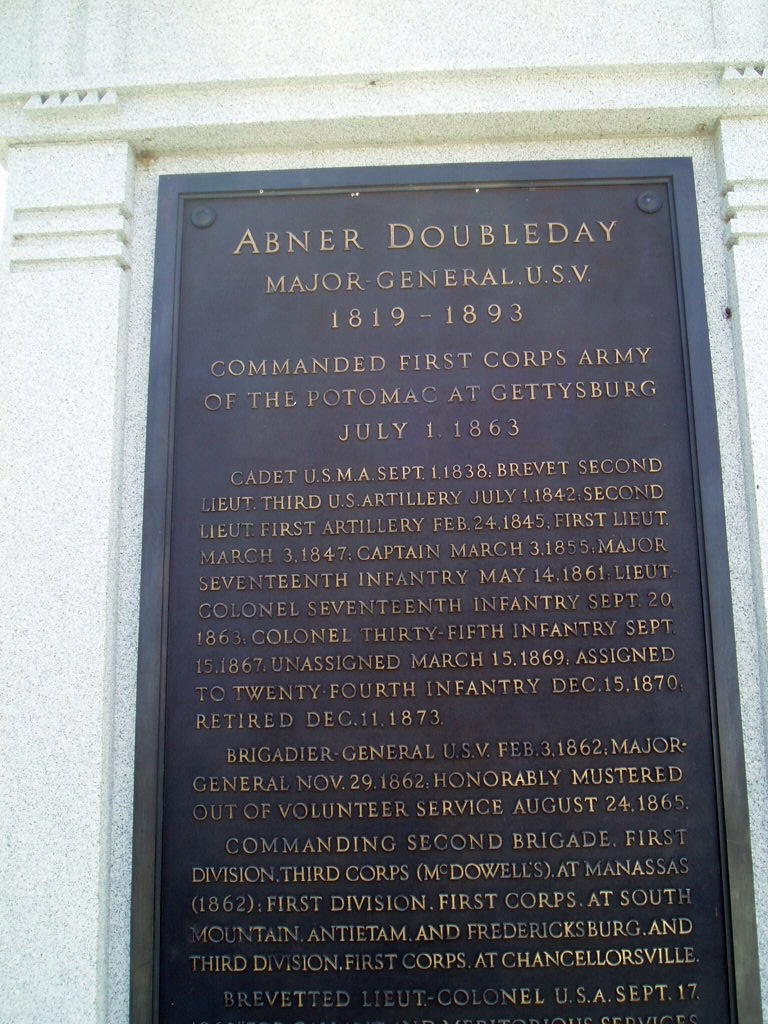 ABNER DOUBLEDAY
MAJOR-GENERAL, U.S.V.
1819 - 1893
COMMANDED FIRST CORPS ARMY
OF THE POTOMAC AT GETTYSBURG
JULY 1, 1863
CADET U.S.M.A. SEPT. 1, 1838; BREVET SECOND
LIEUT. THIRD U.S. ARTILLERY JULY 1, 1842; SECOND
LIEUT. FIRST ARTILLERY FEB. 24, 1845, FIRST LIEUT.
MARCH 3, 1847; CAPTAIN MARCH 3, 1855; MAJOR
SEVENTEENTH INFANTRY MAY 14, 1861; LIEUT.-
COLONEL SEVENTEENTH INFANTRY SEPT. 20,
1863; COLONEL THIRTY-FIFTH INFANTRY SEPT.
15, 1867; UNASSIGNED MARCH 15, 1869; ASSIGNED
TO TWENTY-FOURTH INFANTRY DEC. 15, 1870;
RETIRED DEC. 11, 1873.
BRIGADIER-GENERAL U.S.V. FEB. 3, 1862; MAJOR-
GENERAL NOV. 29, 1862; HONORABLY MUSTERED
OUT OF VOLUNTEER SERVICE AUGUST 24, 1865.
COMMANDING SECOND BRIGADE, FIRST
DIVISION, THIRD CORPS (McDOWELL'S), AT MANASSAS
(1862); FIRST DIVISION, FIRST CORPS, AT SOUTH
MOUNTAIN, ANTIETAM, AND FREDERICKSBURG, AND
THIRD DIVISION, FIRST CORPS, AT CHANCELLORSVILLE.
BREVETTED LIEUT.-COLONEL U.S.A. SEPT. 17,
AND MERITORIOUS SERVICES